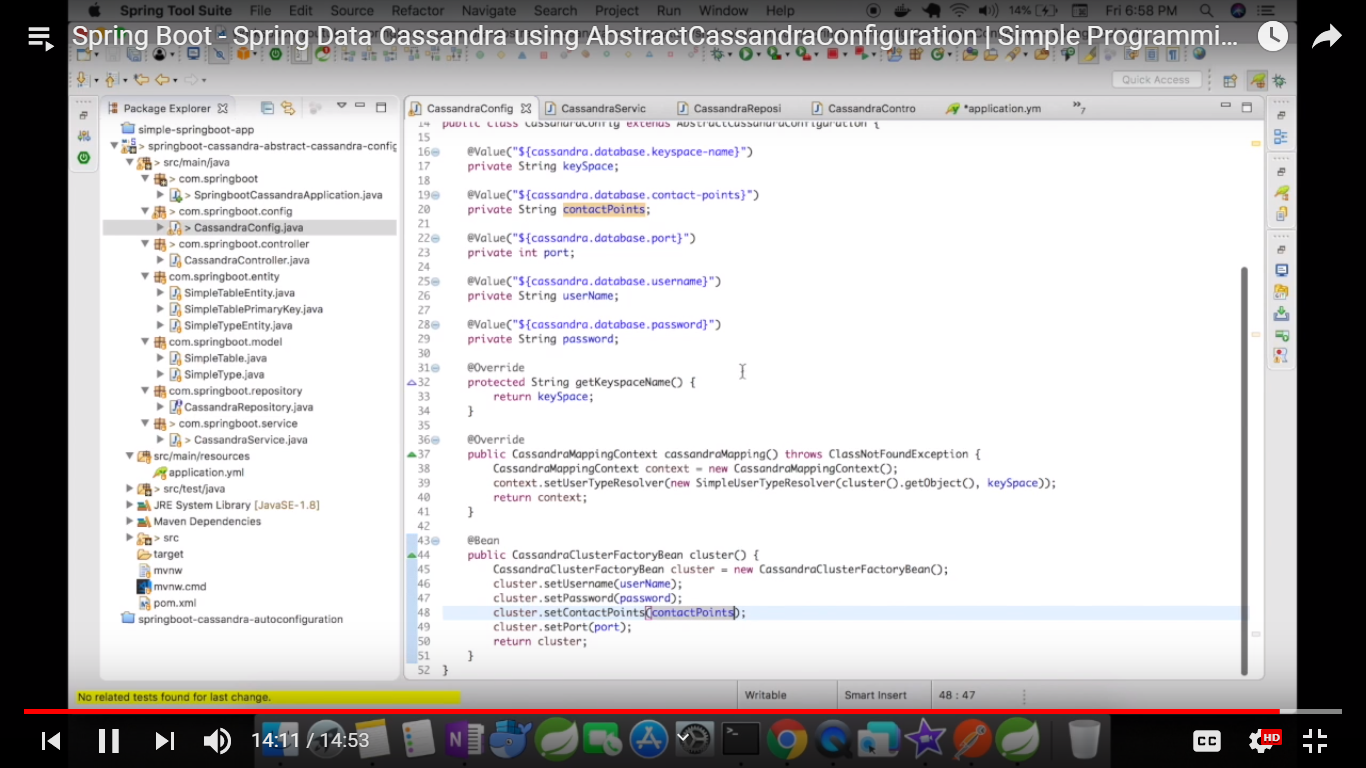 Spring Tool Suite File Edit Source Refactor Navigate Search Project Run Window Help 14% Fri 6:58 PM
Spring Boot - Spring Data Cassandra using AbstractCassandraConfiguration | Simple Programmi...
Quick Access
Package Explorer
simple-springboot-app
> springboot-cassandra-abstract-cassandra-config
> src/main/java
> com.springboot
> SpringbootCassandraApplication.java
> com.springboot.config
> CassandraConfig.java
> com.springboot.controller
CassandraController.java
com.springboot.entity
SimpleTableEntity.java
SimpleTablePrimaryKey.java
SimpleTypeEntity.java
com.springboot.model
SimpleTable.java
SimpleType.java
com.springboot.repository
CassandraRepository.java
> com.springboot.service
> CassandraService.java
src/main/resources
application.yml
> src/test/java
JRE System Library [JavaSE-1.8]
Maven Dependencies
> src
target
mvnw
mvnw.cmd
pom.xml
springboot-cassandra-autoconfiguration
CassandraConfig CassandraServic CassandraReposi CassandraContro *application.ym »7
14 public class CassandraConfig extends AbstractCassandraConfiguration {
15
16 @Value("${cassandra.database.keyspace-name}")
17 private String keySpace;
18
19 @Value("${cassandra.database.contact-points}")
20 private String contactPoints;
21
22 @Value("${cassandra.database.port}")
23 private int port;
24
25 @Value("${cassandra.database.username}")
26 private String userName;
27
28 @Value("${cassandra.database.password}")
29 private String password;
30
31 @Override
32 protected String getKeyspaceName() {
33 return keySpace;
34 }
35
36 @Override
37 public CassandraMappingContext cassandraMapping() throws ClassNotFoundException {
38 CassandraMappingContext context = new CassandraMappingContext();
39 context.setUserTypeResolver(new SimpleUserTypeResolver(cluster().getObject(), keySpace));
40 return context;
41 }
42
43 @Bean
44 public CassandraClusterFactoryBean cluster() {
45 CassandraClusterFactoryBean cluster = new CassandraClusterFactoryBean();
46 cluster.setUsername(userName);
47 cluster.setPassword(password);
48 cluster.setContactPoints(contactPoints);
49 cluster.setPort(port);
50 return cluster;
51 }
52 }
No related tests found for last change.
Writable Smart Insert 48 : 47
14:11 / 14:53
CC HD